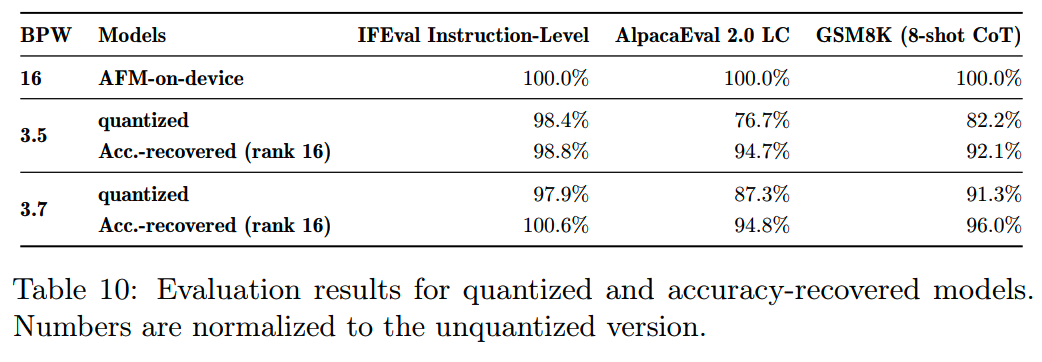 BPW Models IFEval Instruction-Level AlpacaEval 2.0 LC GSM8K (8-shot CoT)
16 AFM-on-device 100.0% 100.0% 100.0%
3.5 quantized 98.4% 76.7% 82.2%
Acc.-recovered (rank 16) 98.8% 94.7% 92.1%
3.7 quantized 97.9% 87.3% 91.3%
Acc.-recovered (rank 16) 100.6% 94.8% 96.0%
Table 10: Evaluation results for quantized and accuracy-recovered models.
Numbers are normalized to the unquantized version.